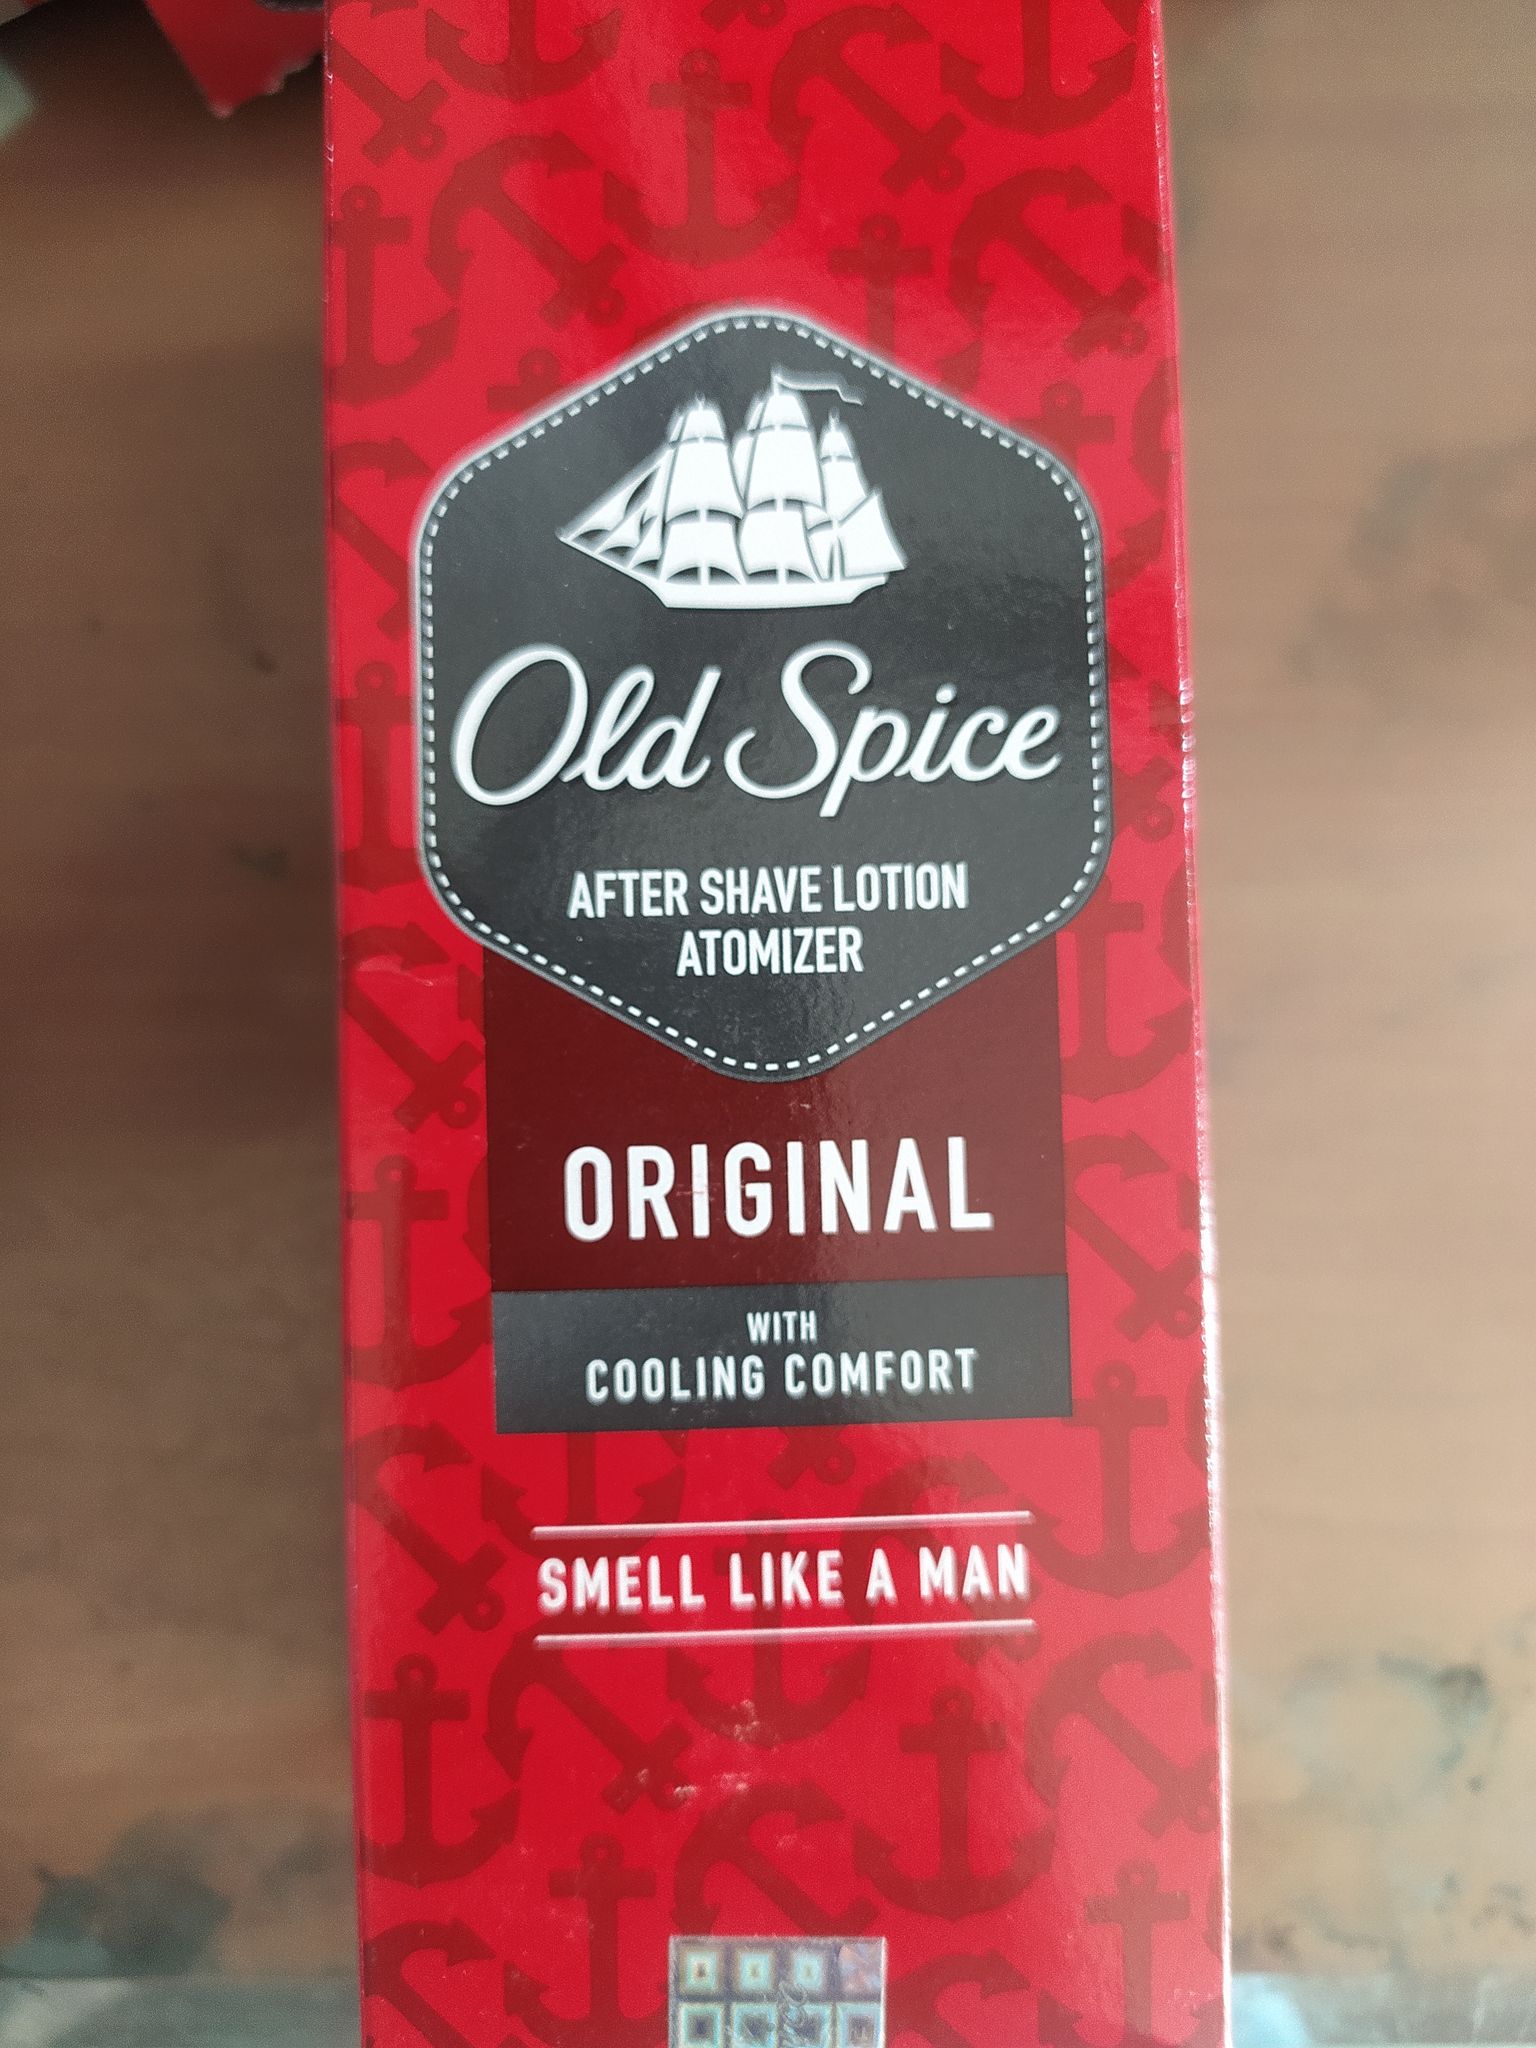 Old Spice
AFTER SHAVE LOTION
ATOMIZER
ORIGINAL
WITH
COOLING COMFORT
SMELL LIKE A MAN